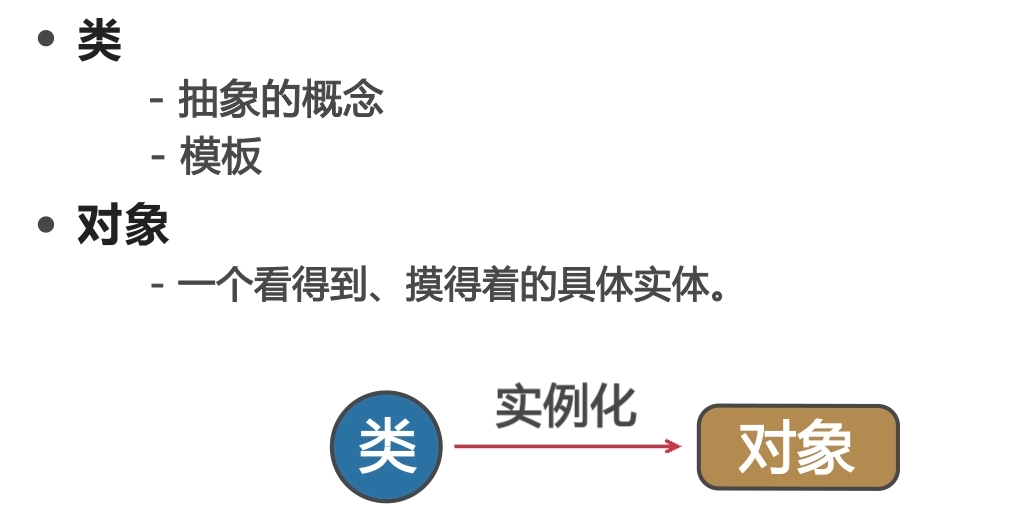 • 类
- 抽象的概念
- 模板
• 对象
- 一个看得到、摸得着的具体实体。
实例化
类
对象